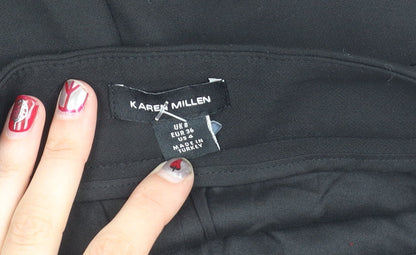 KAREN MILLEN
UK 8
EUR 36
US 4
MADE IN
TURKEY